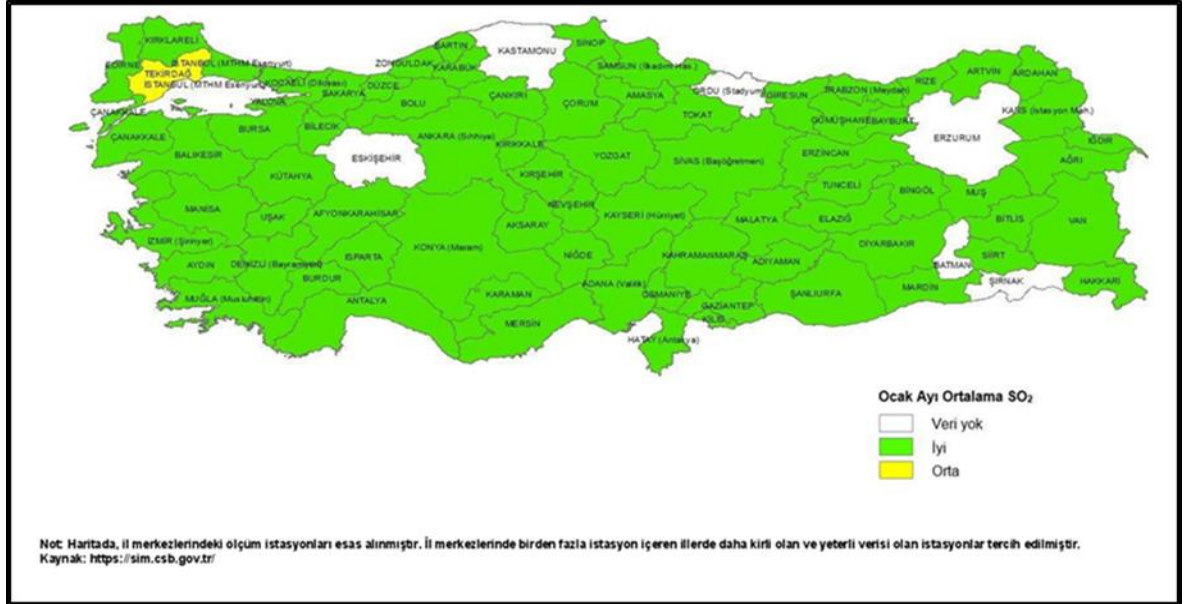 KIRKLARELİ
EDİRNE
İSTANBUL (MTHM Esenyurt)
TEKİRDAĞ
İSTANBUL (MTHM Esenyurt)
KOCAELİ (Dilovası)
YALOVA
SAKARYA
DÜZCE
ZONGULDAK
BARTIN
KARABÜK
KASTAMONU
SİNOP
SAMSUN (İlkadım Has.)
ORDU (Stadyum)
GİRESUN
TRABZON (Meydan)
RİZE
ARTVİN
ARDAHAN
ÇANAKKALE
ÇANAKKALE
BURSA
BİLECİK
BOLU
ÇANKIRI
ÇORUM
AMASYA
TOKAT
GÜMÜŞHANE
BAYBURT
ERZURUM
KARS (İstasyon Mah.)
IĞDIR
BALIKESİR
KÜTAHYA
ESKİŞEHİR
ANKARA (Sıhhiye)
KIRIKKALE
YOZGAT
SİVAS (Başöğretmen)
ERZİNCAN
AĞRI
KIRŞEHİR
TUNCELİ
BİNGÖL
MUŞ
MANİSA
UŞAK
AFYONKARAHİSAR
NEVŞEHİR
AKSARAY
KAYSERİ (Hürriyet)
MALATYA
ELAZIĞ
BİTLİS
VAN
İZMİR (Şirinyer)
KONYA (Meram)
DİYARBAKIR
AYDIN
DENİZLİ (Bayramyeri)
ISPARTA
BURDUR
NİĞDE
KAHRAMANMARAŞ
ADIYAMAN
BATMAN
SİİRT
MUĞLA (Musluhittin)
ANTALYA
KARAMAN
MERSİN
ADANA (Valilik)
OSMANİYE
GAZİANTEP
KİLİS
ŞANLIURFA
MARDİN
ŞIRNAK
HAKKARİ
HATAY (Antakya)
Ocak Ayı Ortalama SO₂
Veri yok
İyi
Orta
Not: Haritada, il merkezlerindeki ölçüm istasyonları esas alınmıştır. İl merkezlerinde birden fazla istasyon içeren illerde daha kirli olan ve yeterli verisi olan istasyonlar tercih edilmiştir.
Kaynak: https://sim.csb.gov.tr/